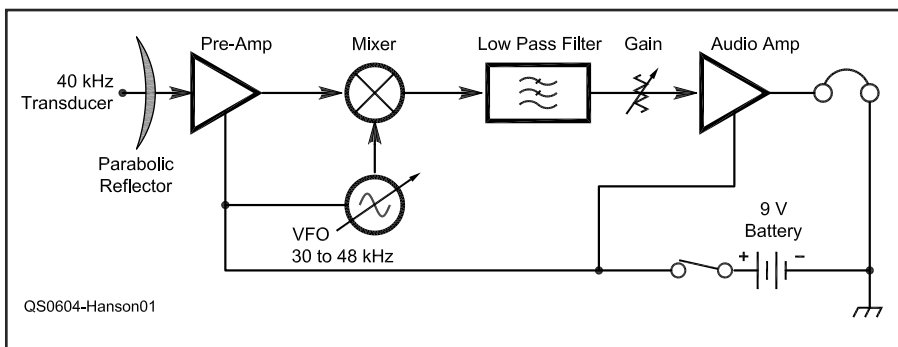 Pre-Amp
Mixer
Low Pass Filter
Gain
Audio Amp
40 kHz
Transducer
Parabolic
Reflector
VFO
30 to 48 kHz
9 V
Battery
+
–
QS0604-Hanson01